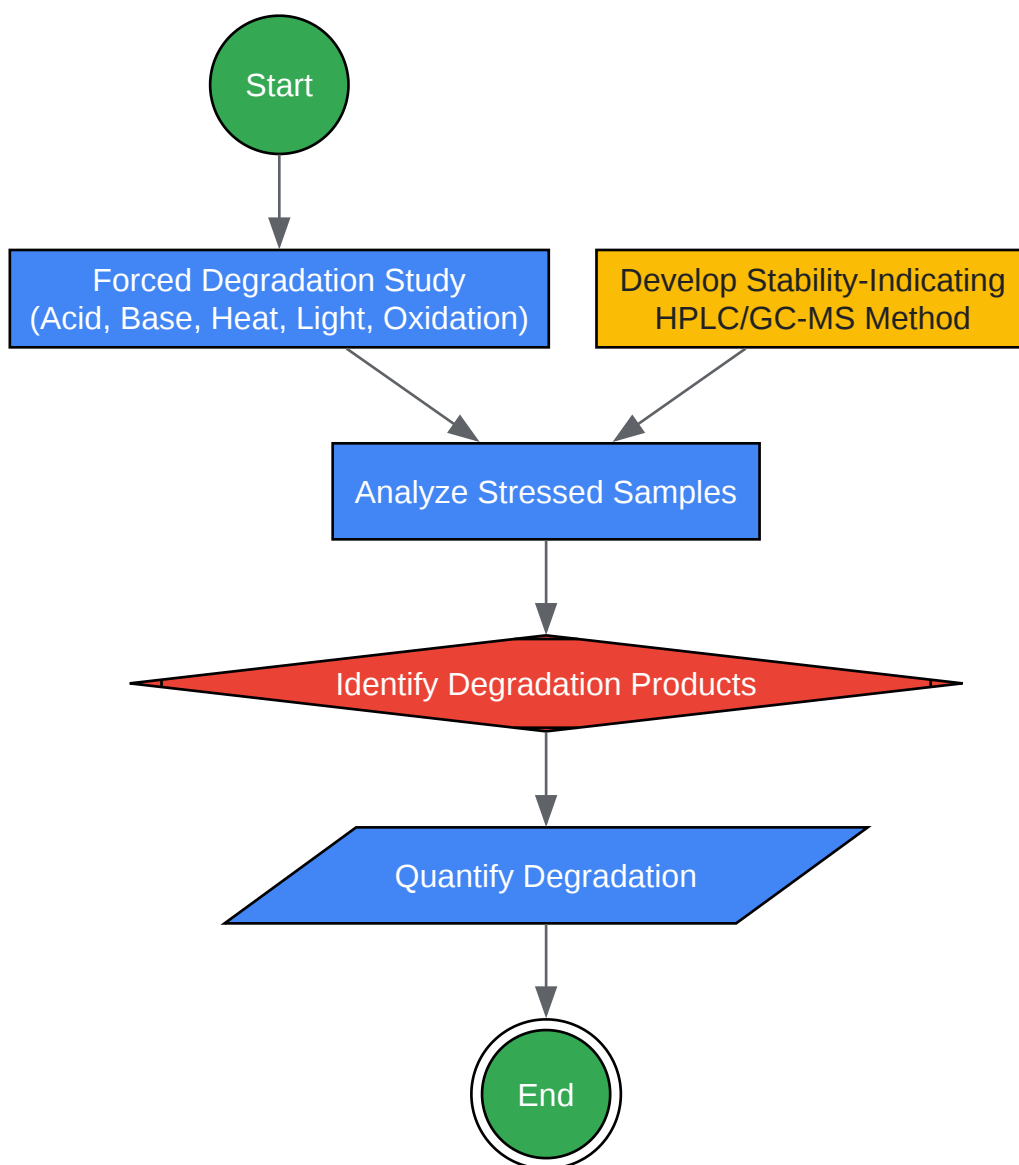 Start
Forced Degradation Study
(Acid, Base, Heat, Light, Oxidation)
Develop Stability-Indicating
HPLC/GC-MS Method
Analyze Stressed Samples
Identify Degradation Products
Quantify Degradation
End